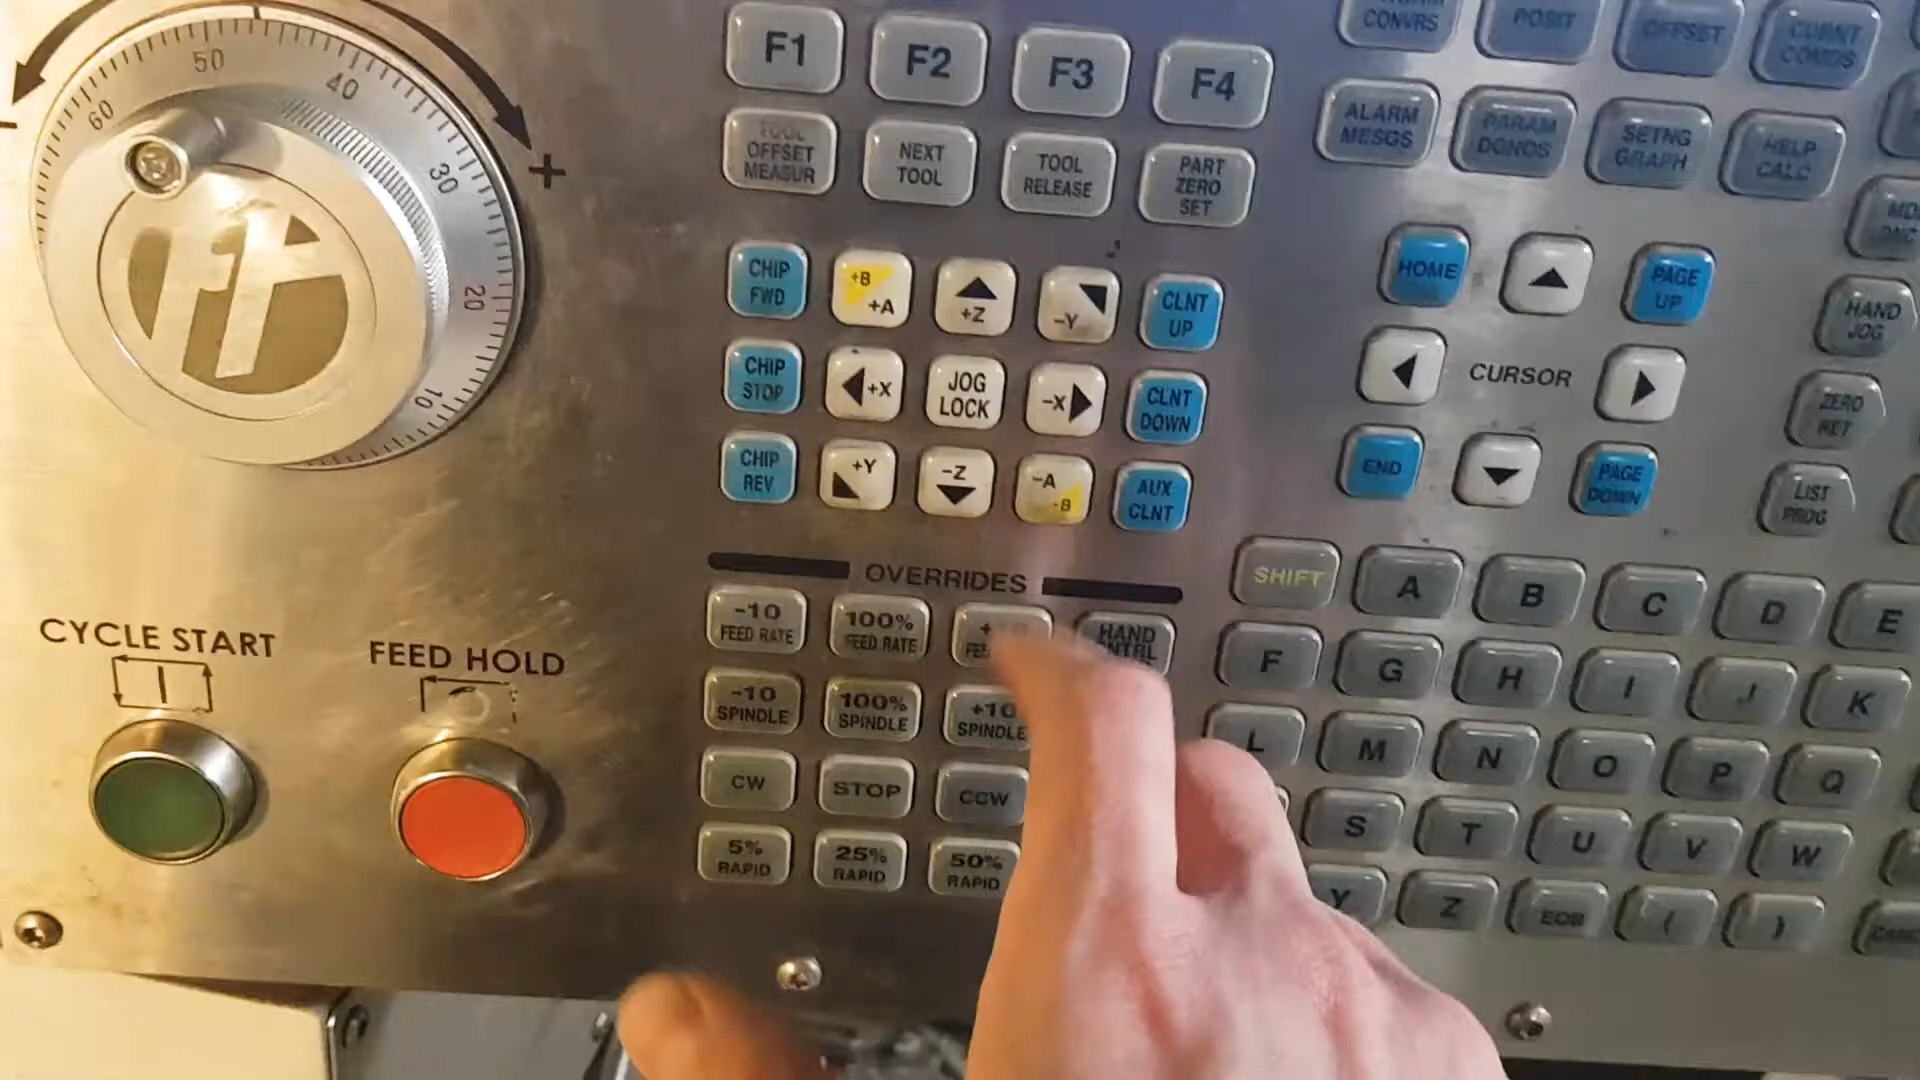 50
40
60
30
20
10
-
+
F1
F2
F3
F4
TOOL
OFFSET
MEASUR
NEXT
TOOL
TOOL
RELEASE
PART
ZERO
SET
CHIP
FWD
+B
+A
+Z
-Y
CLNT
UP
CHIP
STOP
+X
JOG
LOCK
-X
CLNT
DOWN
CHIP
REV
+Y
-Z
-A
-B
AUX
CLNT
OVERRIDES
-10
FEED RATE
100%
FEED RATE
HAND
-10
SPINDLE
100%
SPINDLE
+10
SPINDLE
CW
STOP
CCW
5%
RAPID
25%
RAPID
50%
RAPID
CYCLE START
FEED HOLD
CONVRS
POSIT
OFFSET
CURNT
COMDS
ALARM
MESGS
PARAM
DGNOS
SETNG
GRAPH
HELP
CALC
HOME
PAGE
UP
CURSOR
END
PAGE
DOWN
HAND
JOG
ZERO
RET
LIST
PROG
SHIFT
A
B
C
D
E
F
G
H
I
J
K
L
M
N
O
P
Q
S
T
U
V
W
Y
Z
EOB
(
)